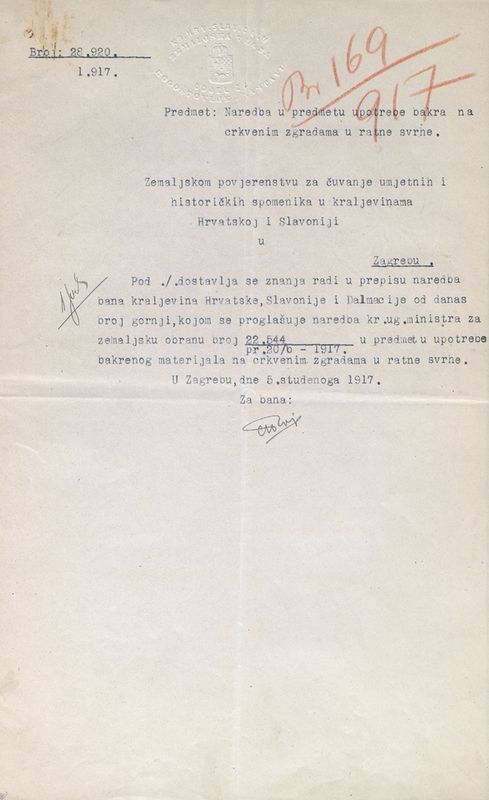 Broj: 28.920.
1.917.
Br 169
917
Predmet: Naredba u predmetu upotrebe bakra na
crkvenim zgradama u ratne svrhe.
Zemaljskom povjerenstvu za čuvanje umjetnih i
historičkih spomenika u kraljevinama
Hrvatskoj i Slavoniji
u
Zagrebu.
Pod ./.dostavlja se znanja radi u prepisu naredba
bana kraljevina Hrvatske,Slavonije i Dalmacije od danas
broj gornji,kojom se proglašuje naredba kr.ug.ministra za
zemaljsku obranu broj 22.544 u predmetu upotrebe
pr.20/b - 1917.
bakrenog materijala na crkvenim zgradama u ratne svrhe.
U Zagrebu,dne 5.studenoga 1917.
Za bana: